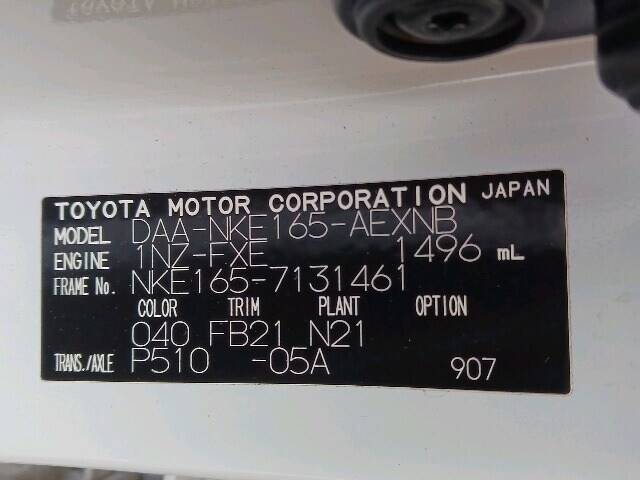 TOYOTA MOTOR CORPORATION JAPAN
MODEL DAA-NKE165-AEXNB
ENGINE 1NZ-FXE 1496 mL
FRAME No. NKE165-7131461
COLOR TRIM PLANT OPTION
040 FB21 N21
TRANS./AXLE P510 -05A 907